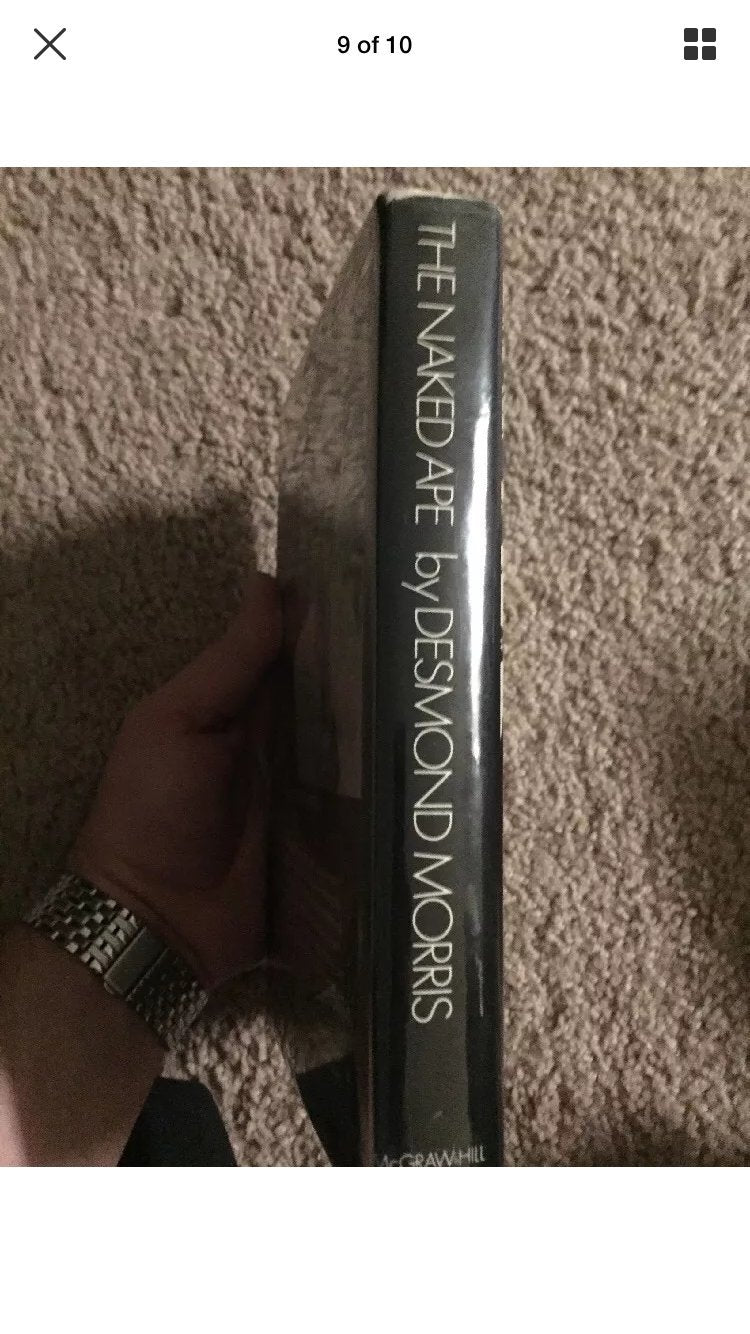 9 of 10
THE NAKED APE by DESMOND MORRIS
McGRAW-HILL